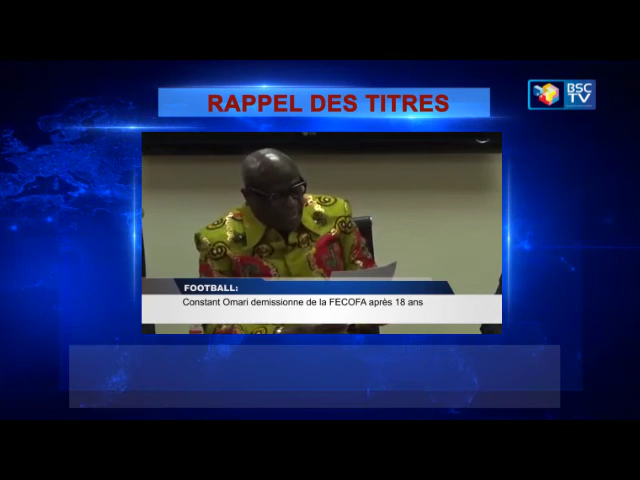 BSC
TV
RAPPEL DES TITRES
FOOTBALL:
Constant Omari demissionne de la FECOFA après 18 ans